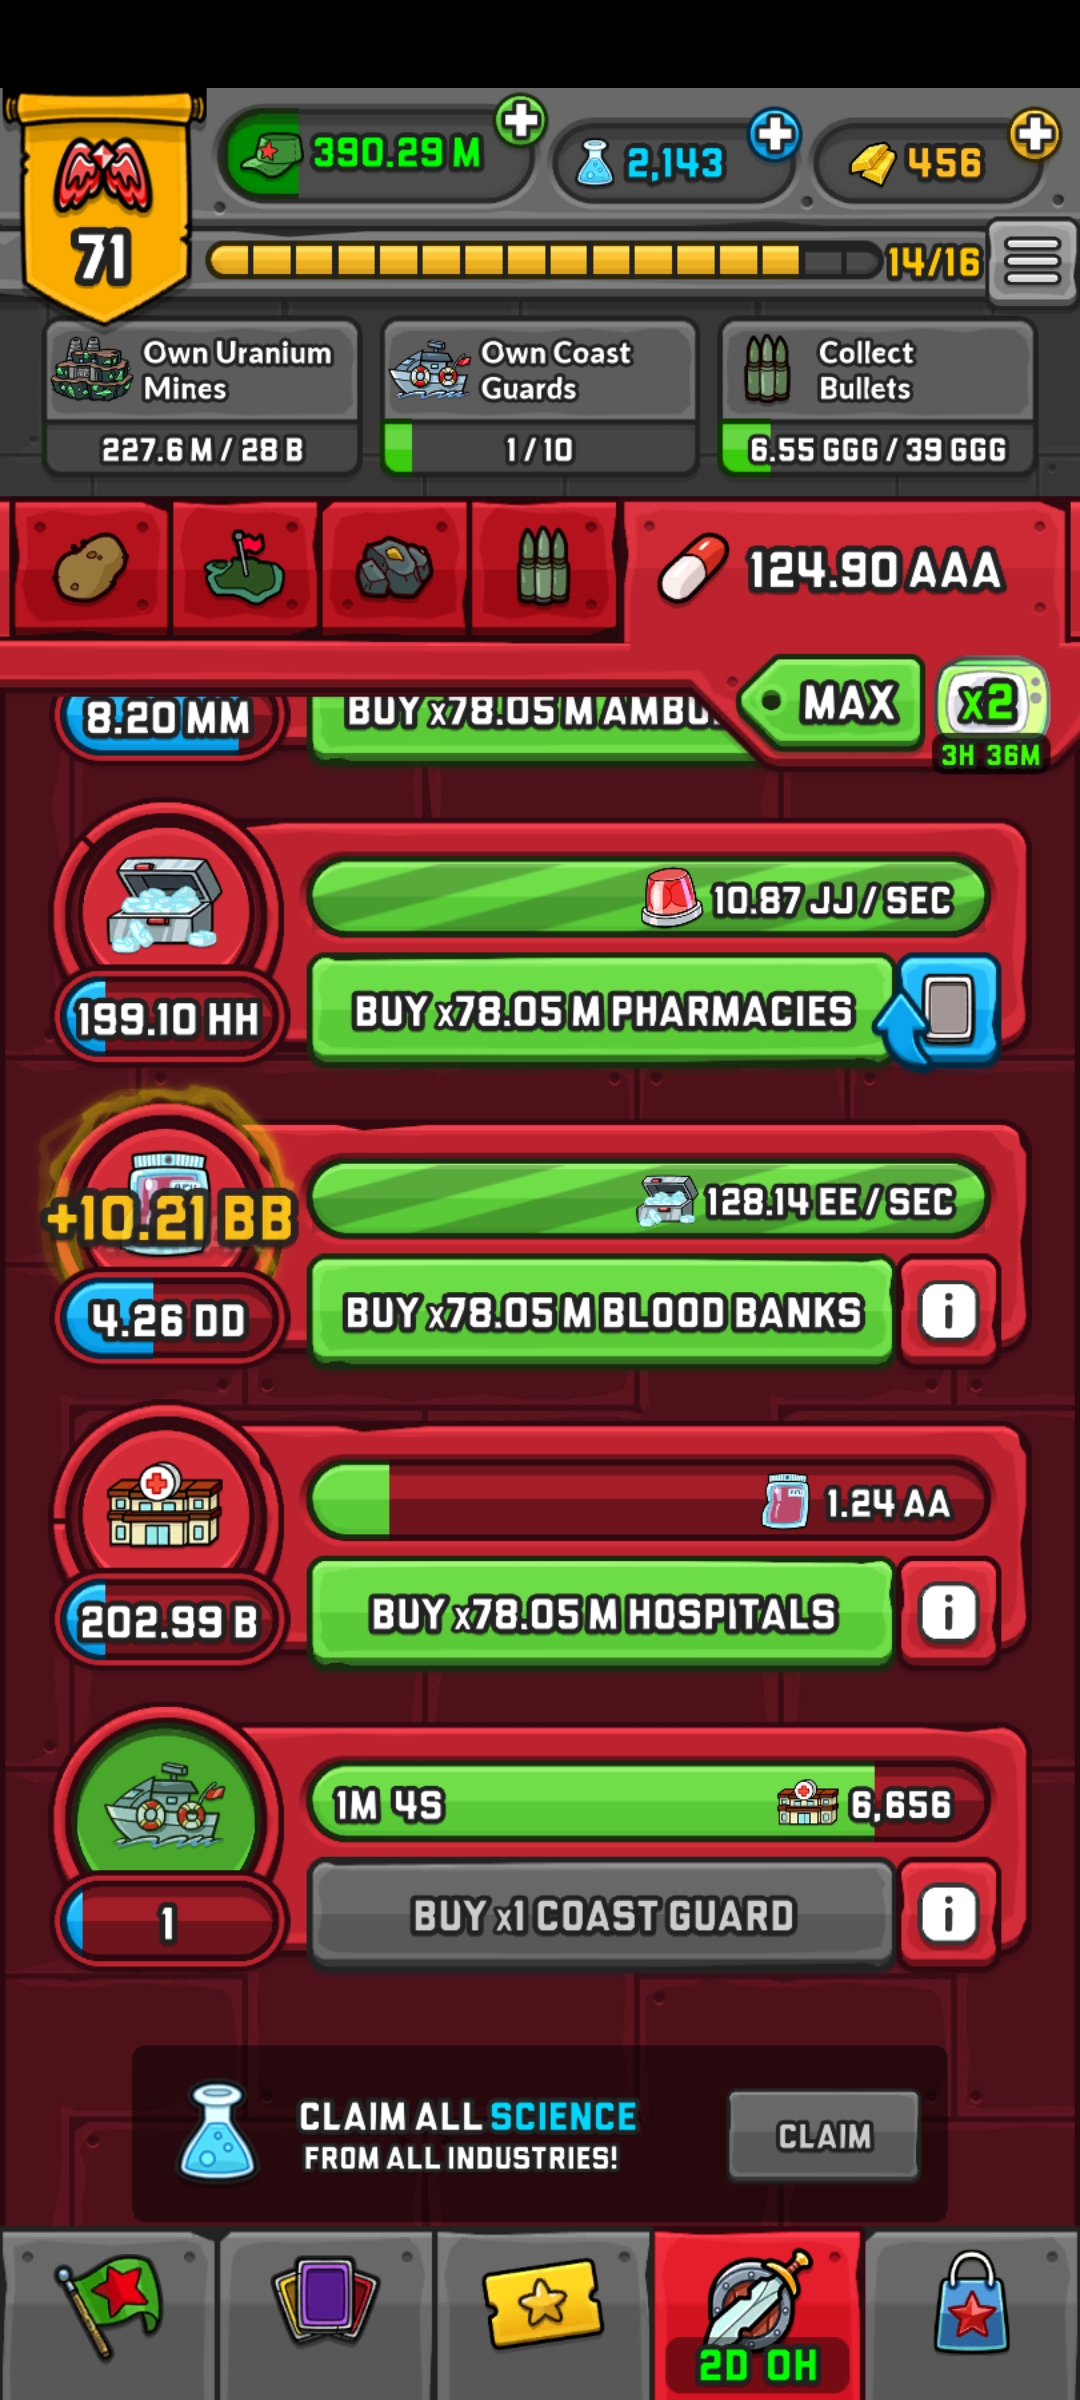 390.29 M
2,143
456
71
14/16
Own Uranium
Mines
227.6 M / 28 B
Own Coast
Guards
1 / 10
Collect
Bullets
6.55 GGG / 39 GGG
124.90 AAA
MAX
x2
3H 36M
8.20 MM
BUY x78.05 M AMBU
10.87 JJ / SEC
199.10 HH
BUY x78.05 M PHARMACIES
+10.21 BB
128.14 EE / SEC
4.26 DD
BUY x78.05 M BLOOD BANKS
i
1.24 AA
202.99 B
BUY x78.05 M HOSPITALS
i
1M 4S
6,656
1
BUY x1 COAST GUARD
i
CLAIM ALL SCIENCE
FROM ALL INDUSTRIES!
CLAIM
2D 0H